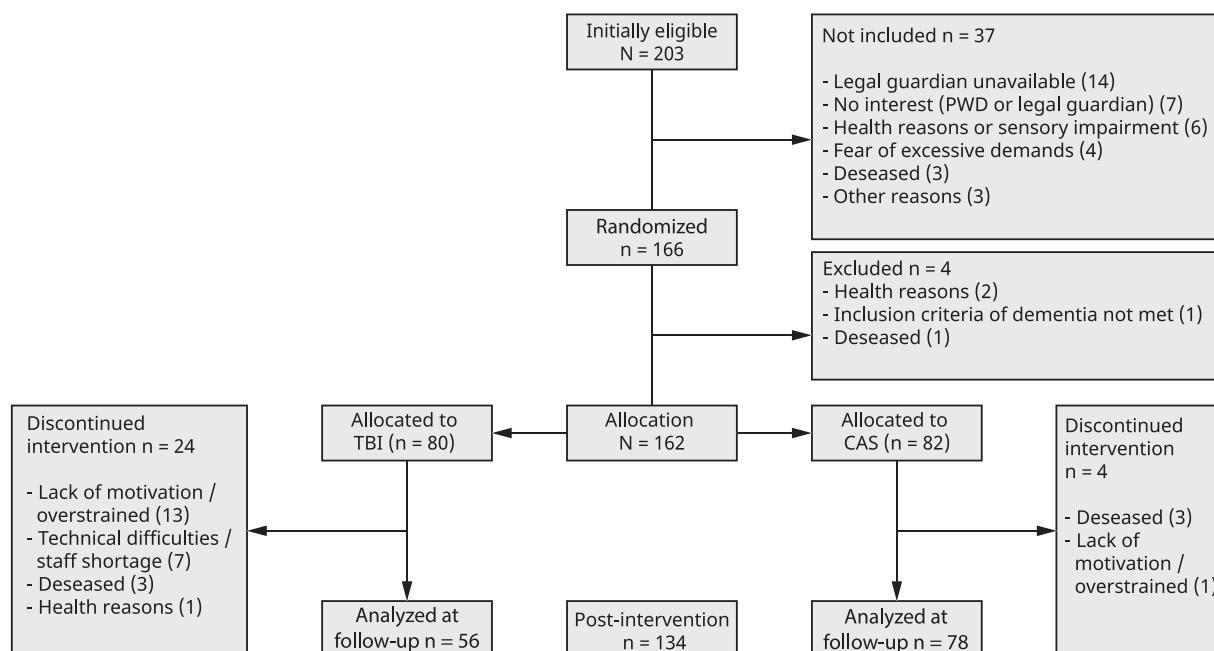 Initially eligible
N = 203
Not included n = 37
- Legal guardian unavailable (14)
- No interest (PWD or legal guardian) (7)
- Health reasons or sensory impairment (6)
- Fear of excessive demands (4)
- Deseased (3)
- Other reasons (3)
Randomized
n = 166
Excluded n = 4
- Health reasons (2)
- Inclusion criteria of dementia not met (1)
- Deseased (1)
Discontinued
intervention n = 24
- Lack of motivation /
overstrained (13)
- Technical difficulties /
staff shortage (7)
- Deseased (3)
- Health reasons (1)
Allocated to
TBI (n = 80)
Allocation
N = 162
Allocated to
CAS (n = 82)
Discontinued
intervention
n = 4
- Deseased (3)
- Lack of
motivation /
overstrained (1)
Analyzed at
follow-up n = 56
Post-intervention
n = 134
Analyzed at
follow-up n = 78